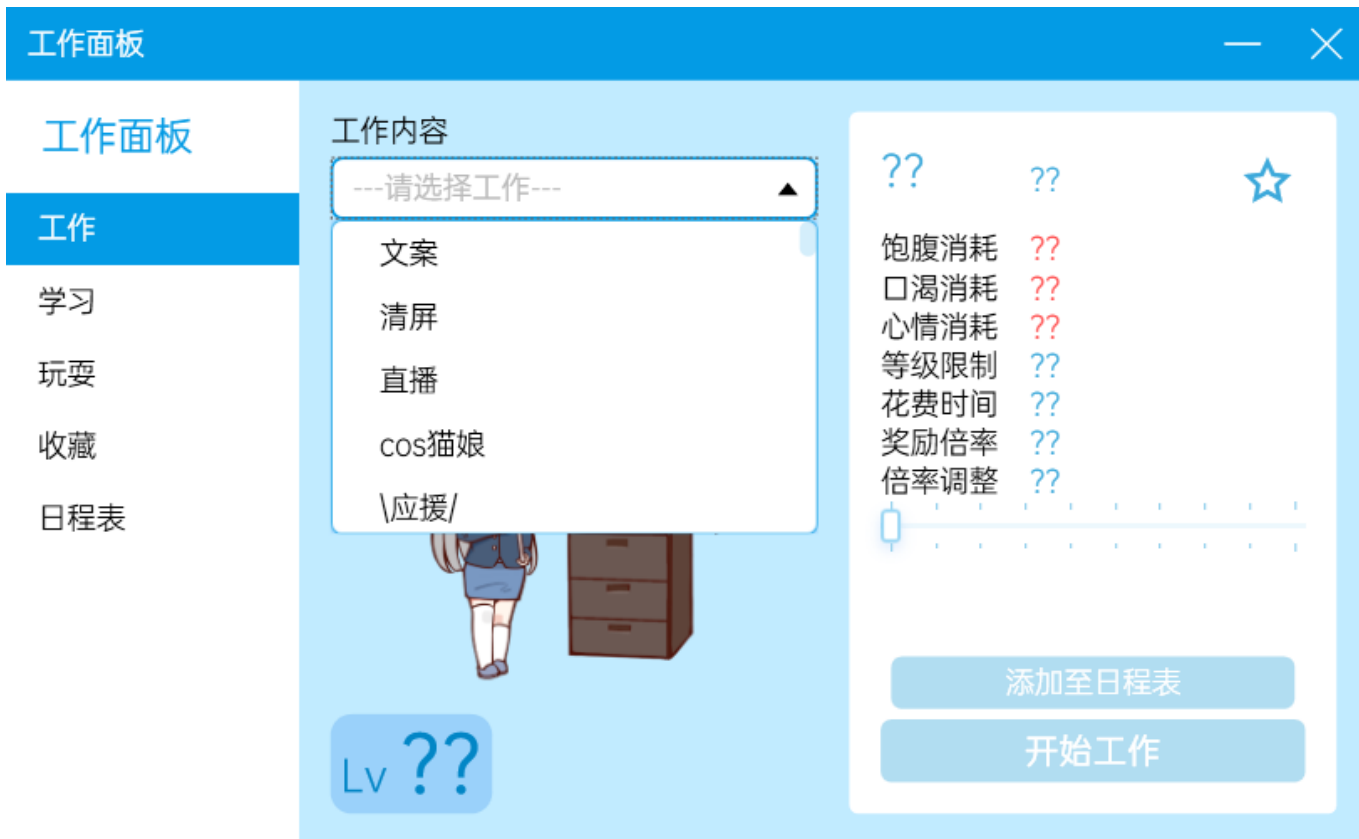 工作面板
工作面板
工作
学习
玩耍
收藏
日程表
工作内容
---请选择工作---
文案
清屏
直播
cos猫娘
\应援/
Lv ??
?? ??
饱腹消耗 ??
口渴消耗 ??
心情消耗 ??
等级限制 ??
花费时间 ??
奖励倍率 ??
倍率调整 ??
添加至日程表
开始工作